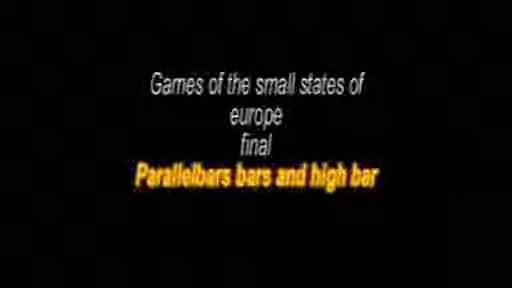 Games of the small states of
europe
final
Parallelbars bars and high bar